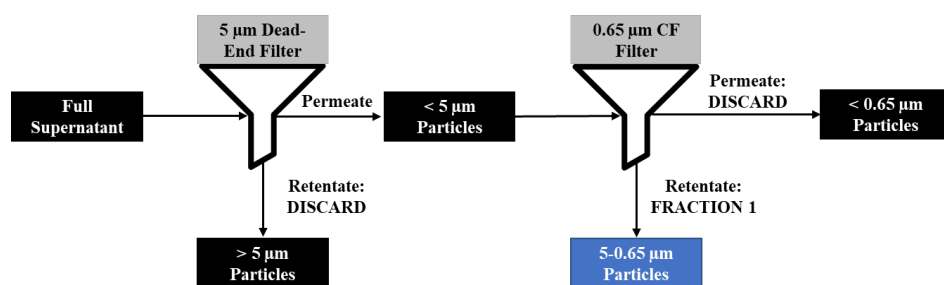 5 µm Dead-
End Filter
0.65 µm CF
Filter
Full
Supernatant
Permeate
< 5 µm
Particles
Permeate:
DISCARD
< 0.65 µm
Particles
Retentate:
DISCARD
Retentate:
FRACTION 1
> 5 µm
Particles
5-0.65 µm
Particles